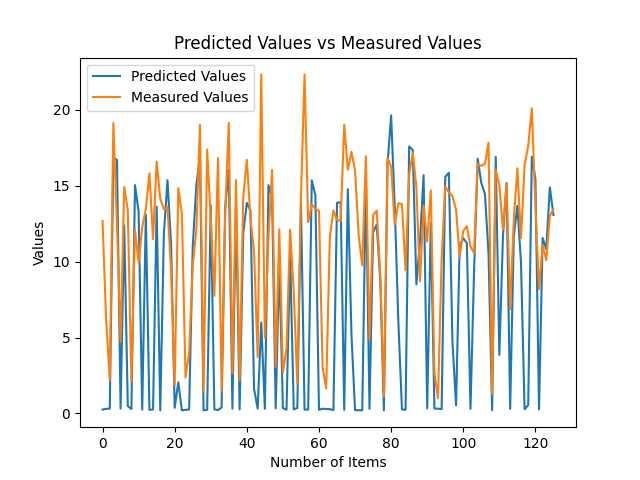 Predicted Values vs Measured Values
Predicted Values
Measured Values
Values
20
15
10
5
0
0 20 40 60 80 100 120
Number of Items